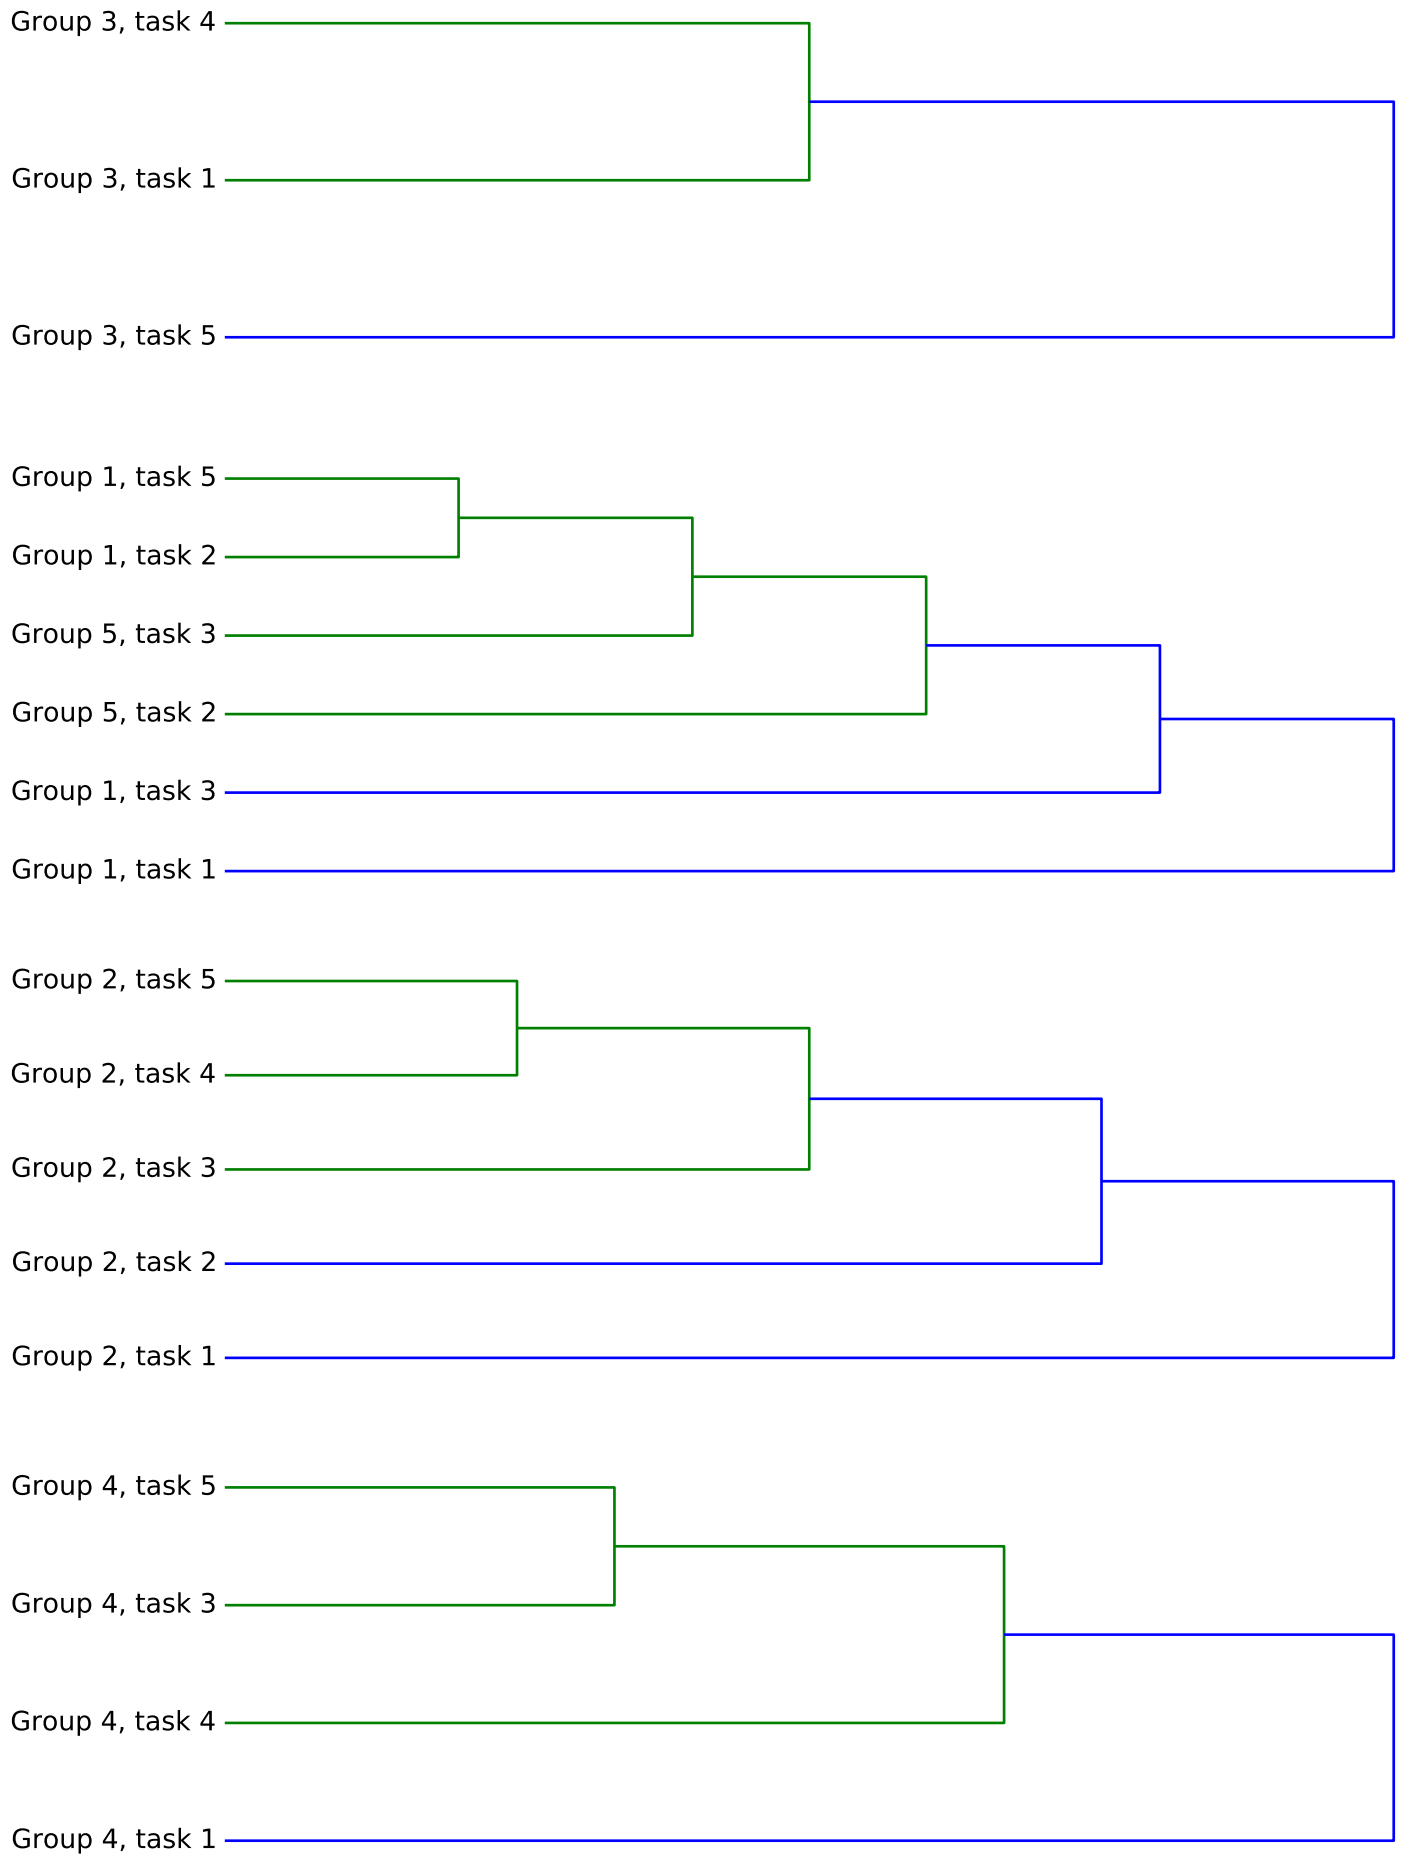 Group 3, task 4
Group 3, task 1
Group 3, task 5
Group 1, task 5
Group 1, task 2
Group 5, task 3
Group 5, task 2
Group 1, task 3
Group 1, task 1
Group 2, task 5
Group 2, task 4
Group 2, task 3
Group 2, task 2
Group 2, task 1
Group 4, task 5
Group 4, task 3
Group 4, task 4
Group 4, task 1